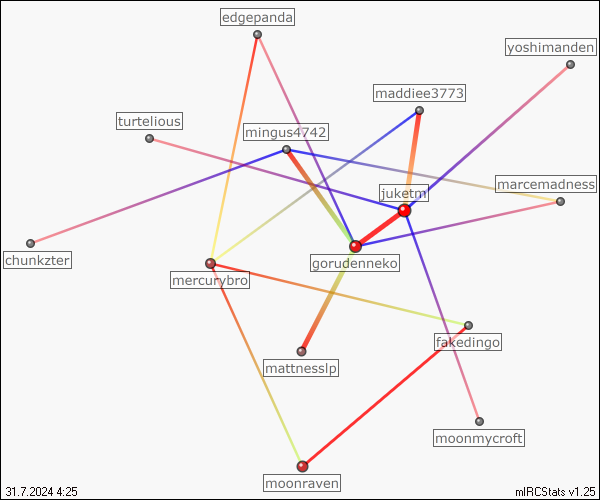 edgepanda
yoshimanden
maddiee3773
turtelious
mingus4742
marcemadness
juketm
chunkzter
gorudenneko
mercurybro
fakedingo
mattnesslp
moonmycroft
moonraven
31.7.2024 4:25
mIRCStats v1.25